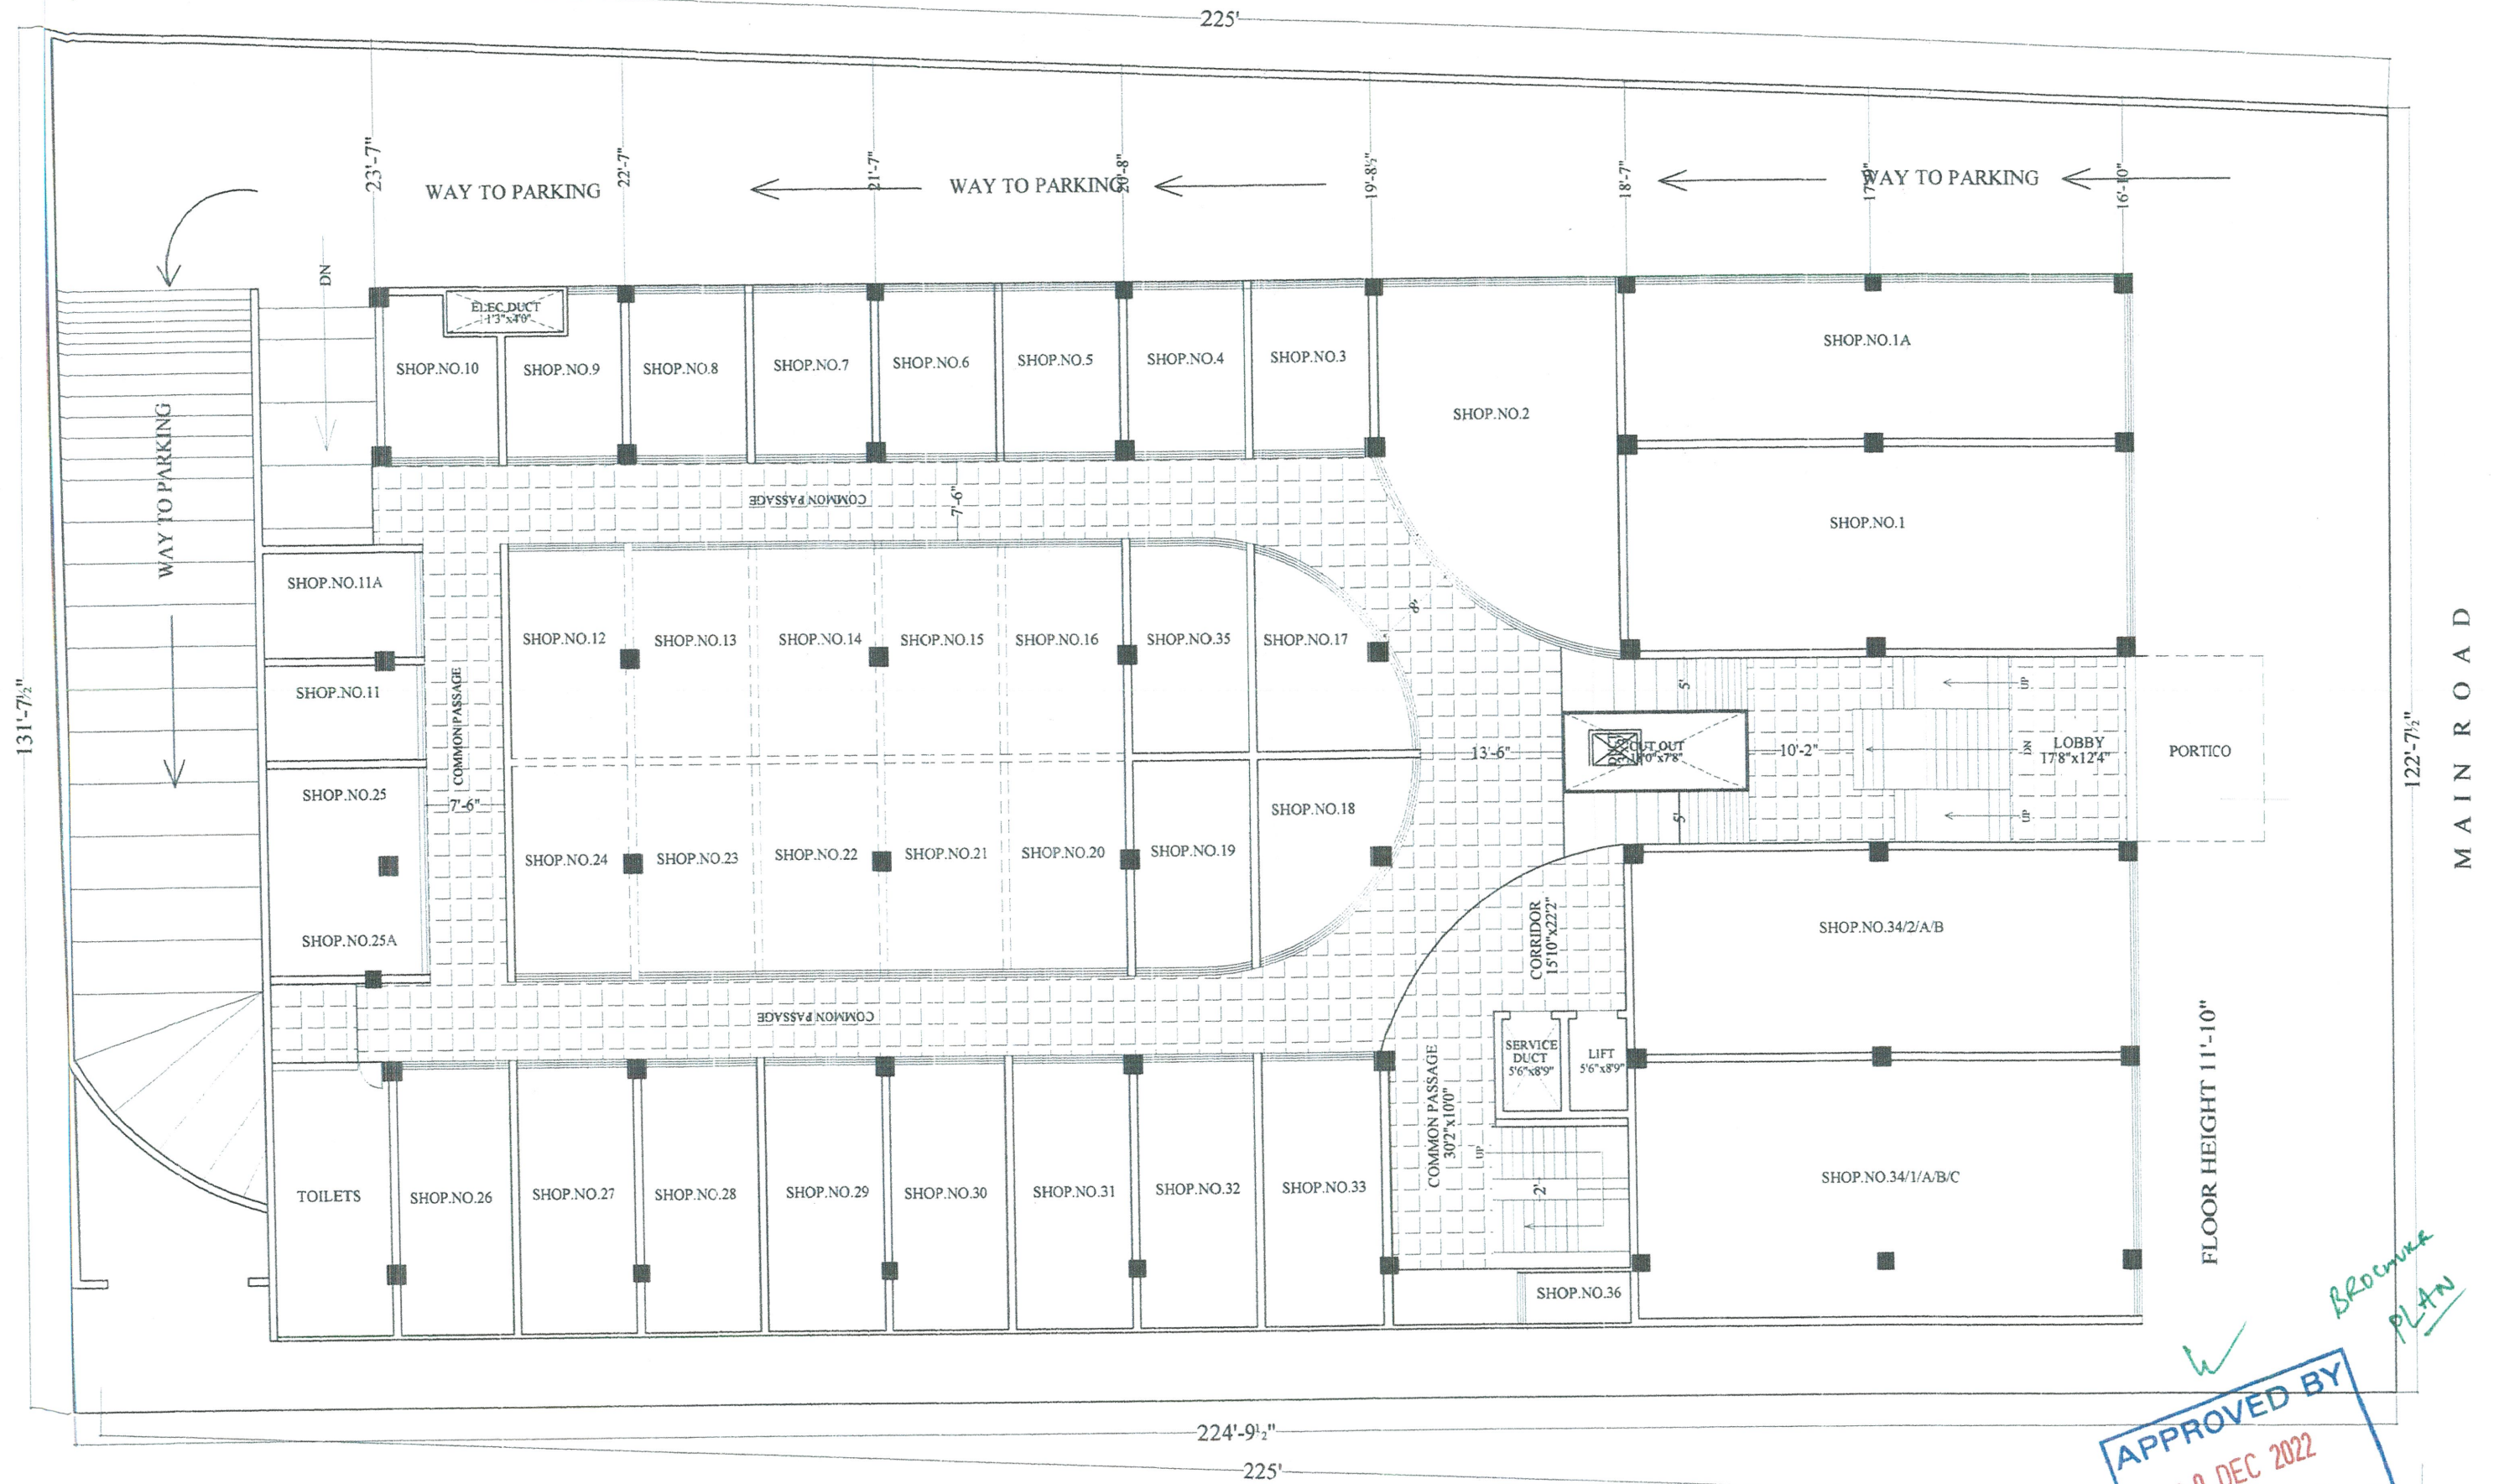 225'
23'-7"
22'-7"
21'-7"
20'-8"
19'-8½"
18'-7"
16'-10"
WAY TO PARKING
WAY TO PARKING
WAY TO PARKING
DN
ELEC.DUCT
SHOP.NO.10
SHOP.NO.9
SHOP.NO.8
SHOP.NO.7
SHOP.NO.6
SHOP.NO.5
SHOP.NO.4
SHOP.NO.3
SHOP.NO.2
SHOP.NO.1A
SHOP.NO.1
WAY TO PARKING
COMMON PASSAGE
7'-6"
8'
SHOP.NO.11A
SHOP.NO.11
SHOP.NO.25
SHOP.NO.25A
COMMON PASSAGE
7'-6"
SHOP.NO.12
SHOP.NO.13
SHOP.NO.14
SHOP.NO.15
SHOP.NO.16
SHOP.NO.35
SHOP.NO.17
SHOP.NO.24
SHOP.NO.23
SHOP.NO.22
SHOP.NO.21
SHOP.NO.20
SHOP.NO.19
SHOP.NO.18
13'-6"
5'
CUT OUT
5'
10'-2"
UP
DN
UP
LOBBY
17'8"x12'4"
PORTICO
131'-7½"
122'-7½"
MAIN ROAD
COMMON PASSAGE
CORRIDOR
15'10"x22'2"
SHOP.NO.34/2/A/B
SERVICE
DUCT
5'6"x8'9"
LIFT
5'6"x8'9"
COMMON PASSAGE
30'2"x10'0"
UP
2'
SHOP.NO.34/1/A/B/C
TOILETS
SHOP.NO.26
SHOP.NO.27
SHOP.NO.28
SHOP.NO.29
SHOP.NO.30
SHOP.NO.31
SHOP.NO.32
SHOP.NO.33
SHOP.NO.36
FLOOR HEIGHT 11'-10"
BROCHURE
PLAN
APPROVED BY
DEC 2022
224'-9½"
225'